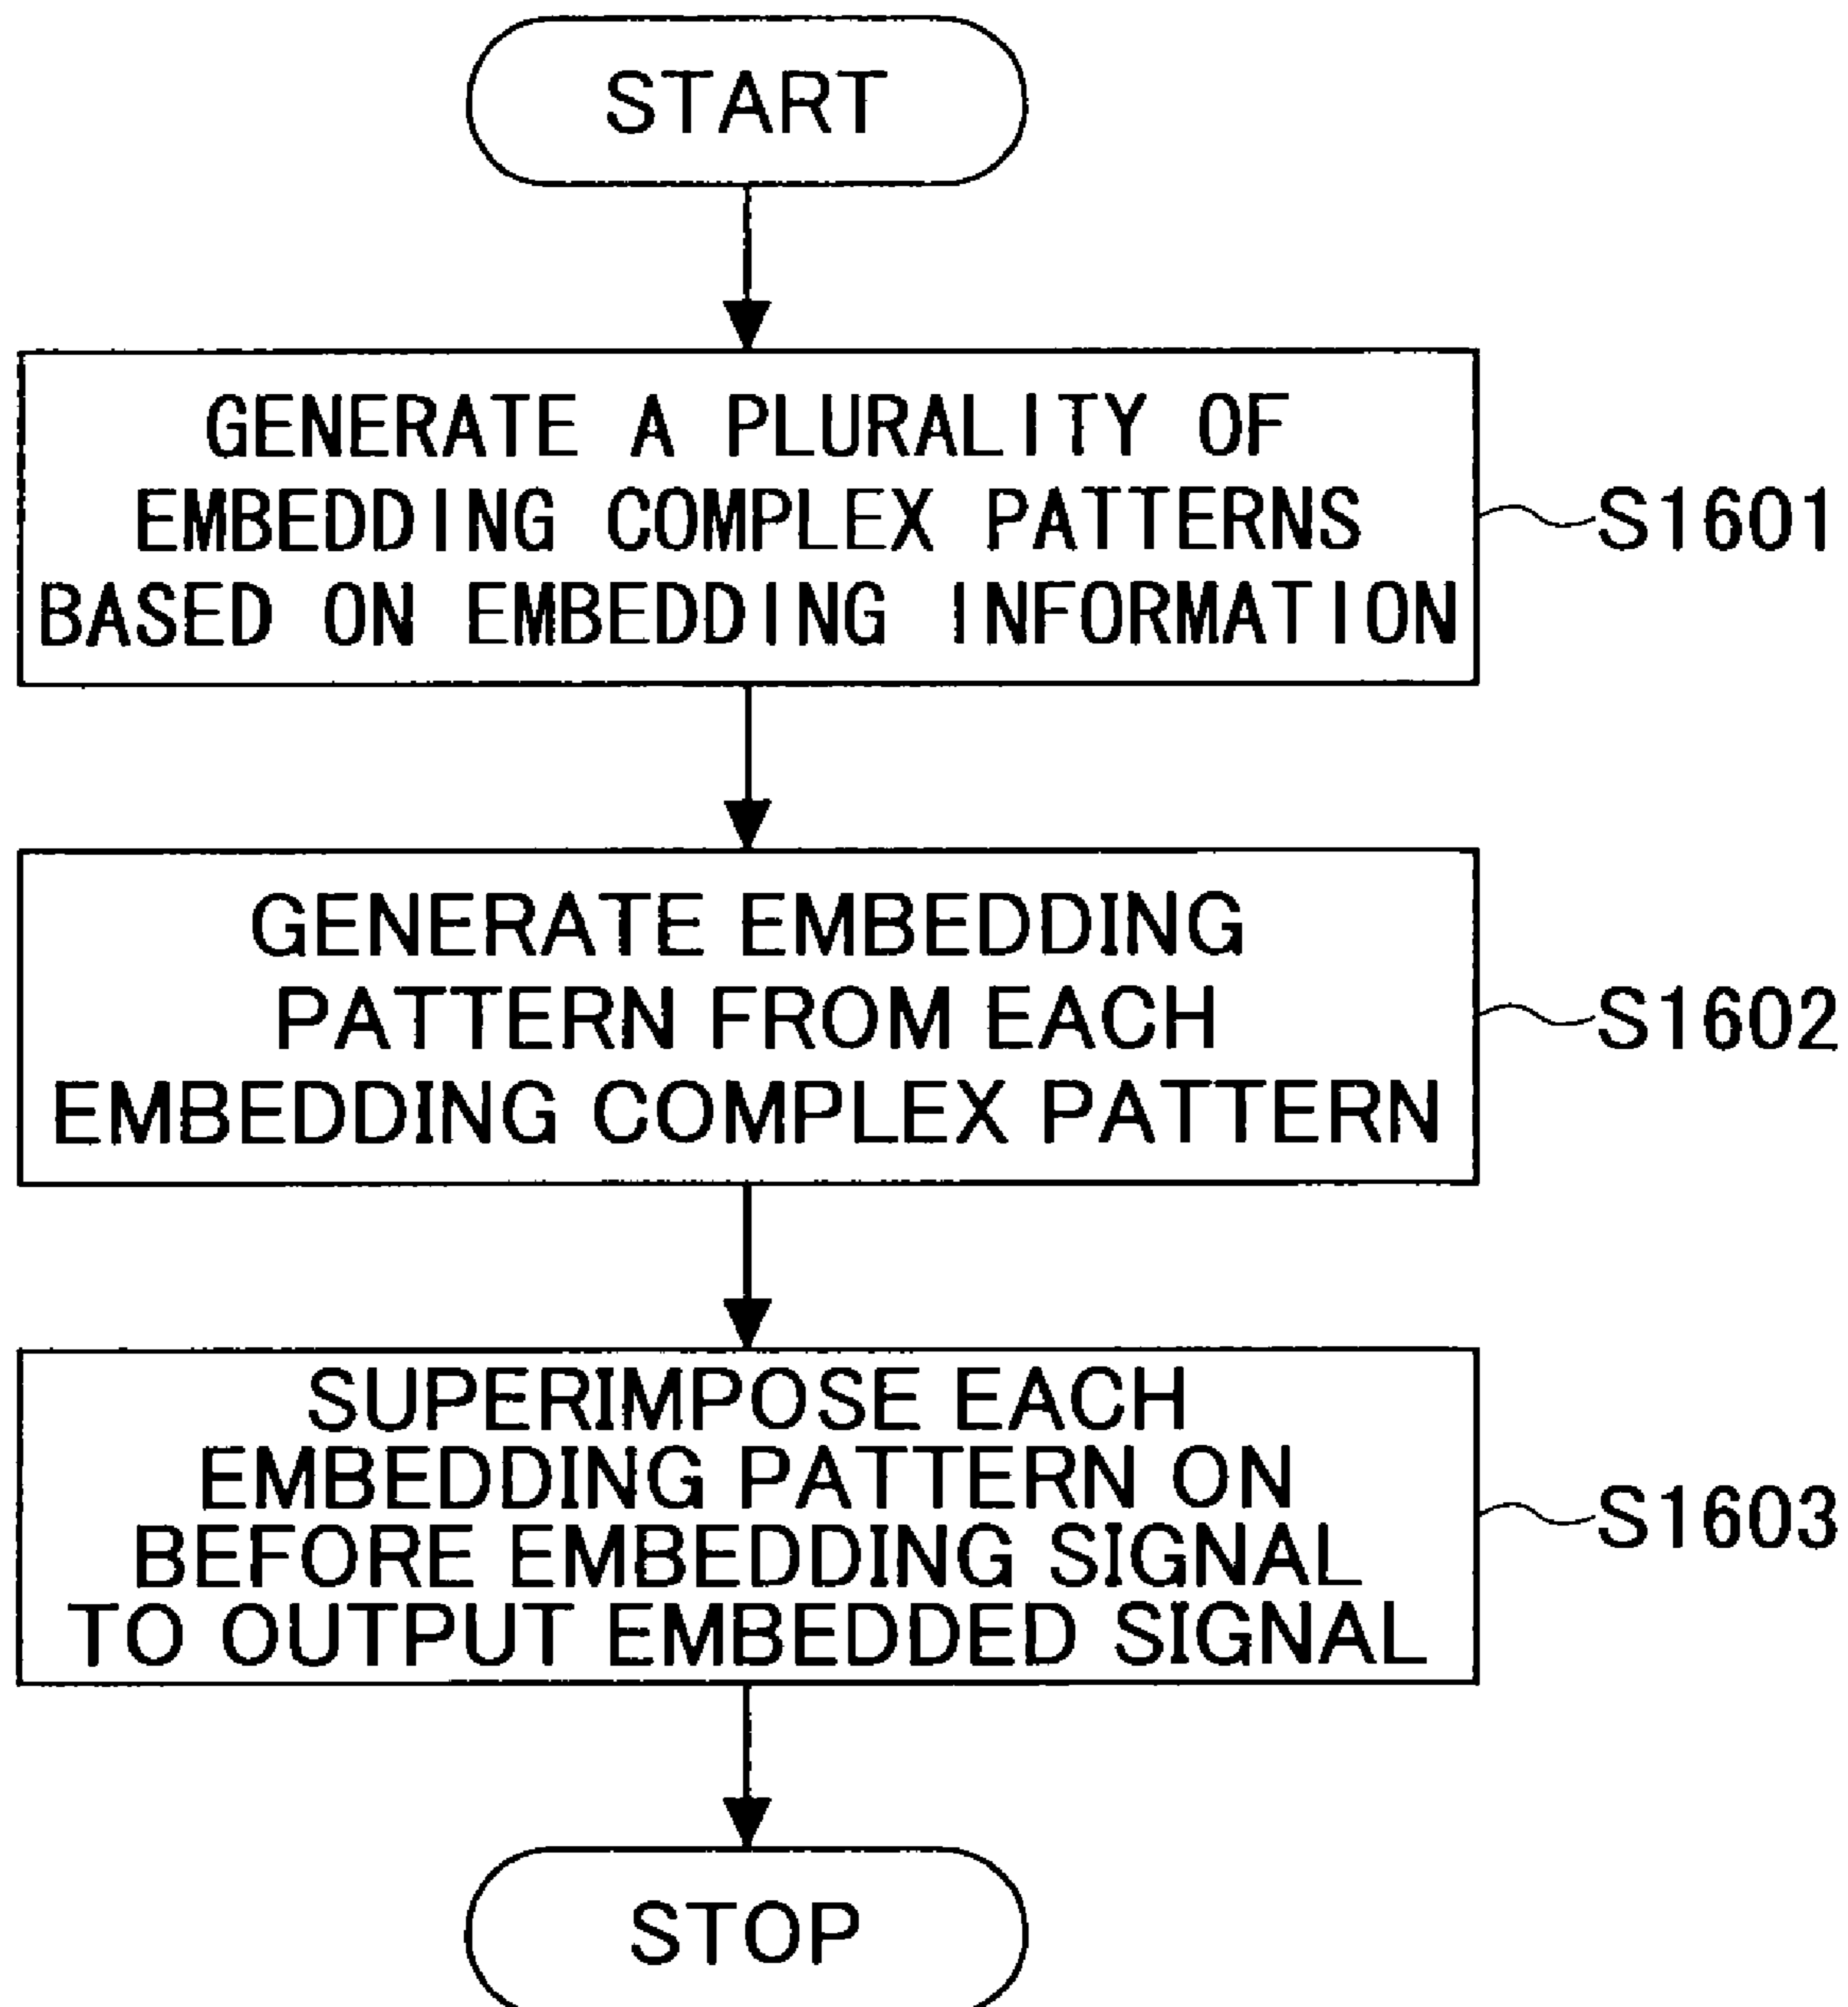 START
GENERATE A PLURALITY OF
EMBEDDING COMPLEX PATTERNS
BASED ON EMBEDDING INFORMATION
S1601
GENERATE EMBEDDING
PATTERN FROM EACH
EMBEDDING COMPLEX PATTERN
S1602
SUPERIMPOSE EACH
EMBEDDING PATTERN ON
BEFORE EMBEDDING SIGNAL
TO OUTPUT EMBEDDED SIGNAL
S1603
STOP